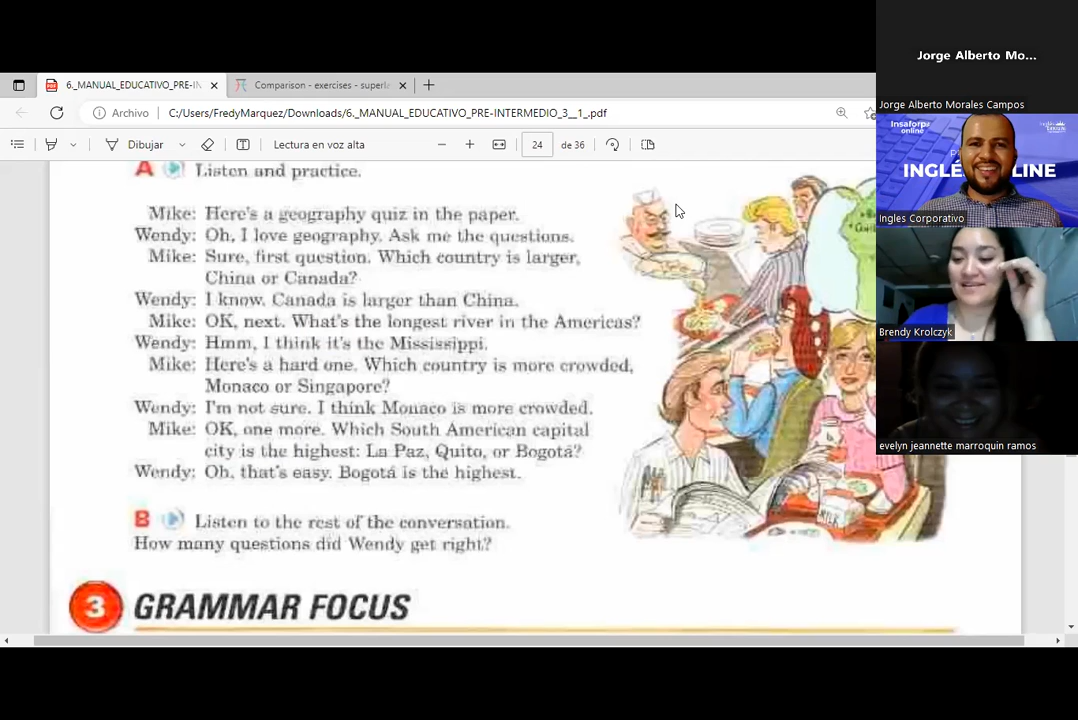 Jorge Alberto Mo...
6._MANUAL_EDUCATIVO_PRE-IN
Comparison - exercises - superla
Archivo
C:/Users/FredyMarquez/Downloads/6._MANUAL_EDUCATIVO_PRE-INTERMEDIO_3__1_.pdf
Jorge Alberto Morales Campos
Insaforp
online
INGLÉ
LINE
Ingles Corporativo
Dibujar
Lectura en voz alta
24
de 36
A Listen and practice.
Mike: Here's a geography quiz in the paper.
Wendy: Oh, I love geography. Ask me the questions.
Mike: Sure, first question. Which country is larger,
China or Canada?
Wendy: I know. Canada is larger than China.
Mike: OK, next. What's the longest river in the Americas?
Wendy: Hmm, I think it's the Mississippi.
Mike: Here's a hard one. Which country is more crowded,
Monaco or Singapore?
Wendy: I'm not sure. I think Monaco is more crowded.
Mike: OK, one more. Which South American capital
city is the highest: La Paz, Quito, or Bogotá?
Wendy: Oh, that's easy. Bogotá is the highest.
MILK
Brendy Krolczyk
evelyn jeannette marroquin ramos
B Listen to the rest of the conversation.
How many questions did Wendy get right?
3 GRAMMAR FOCUS